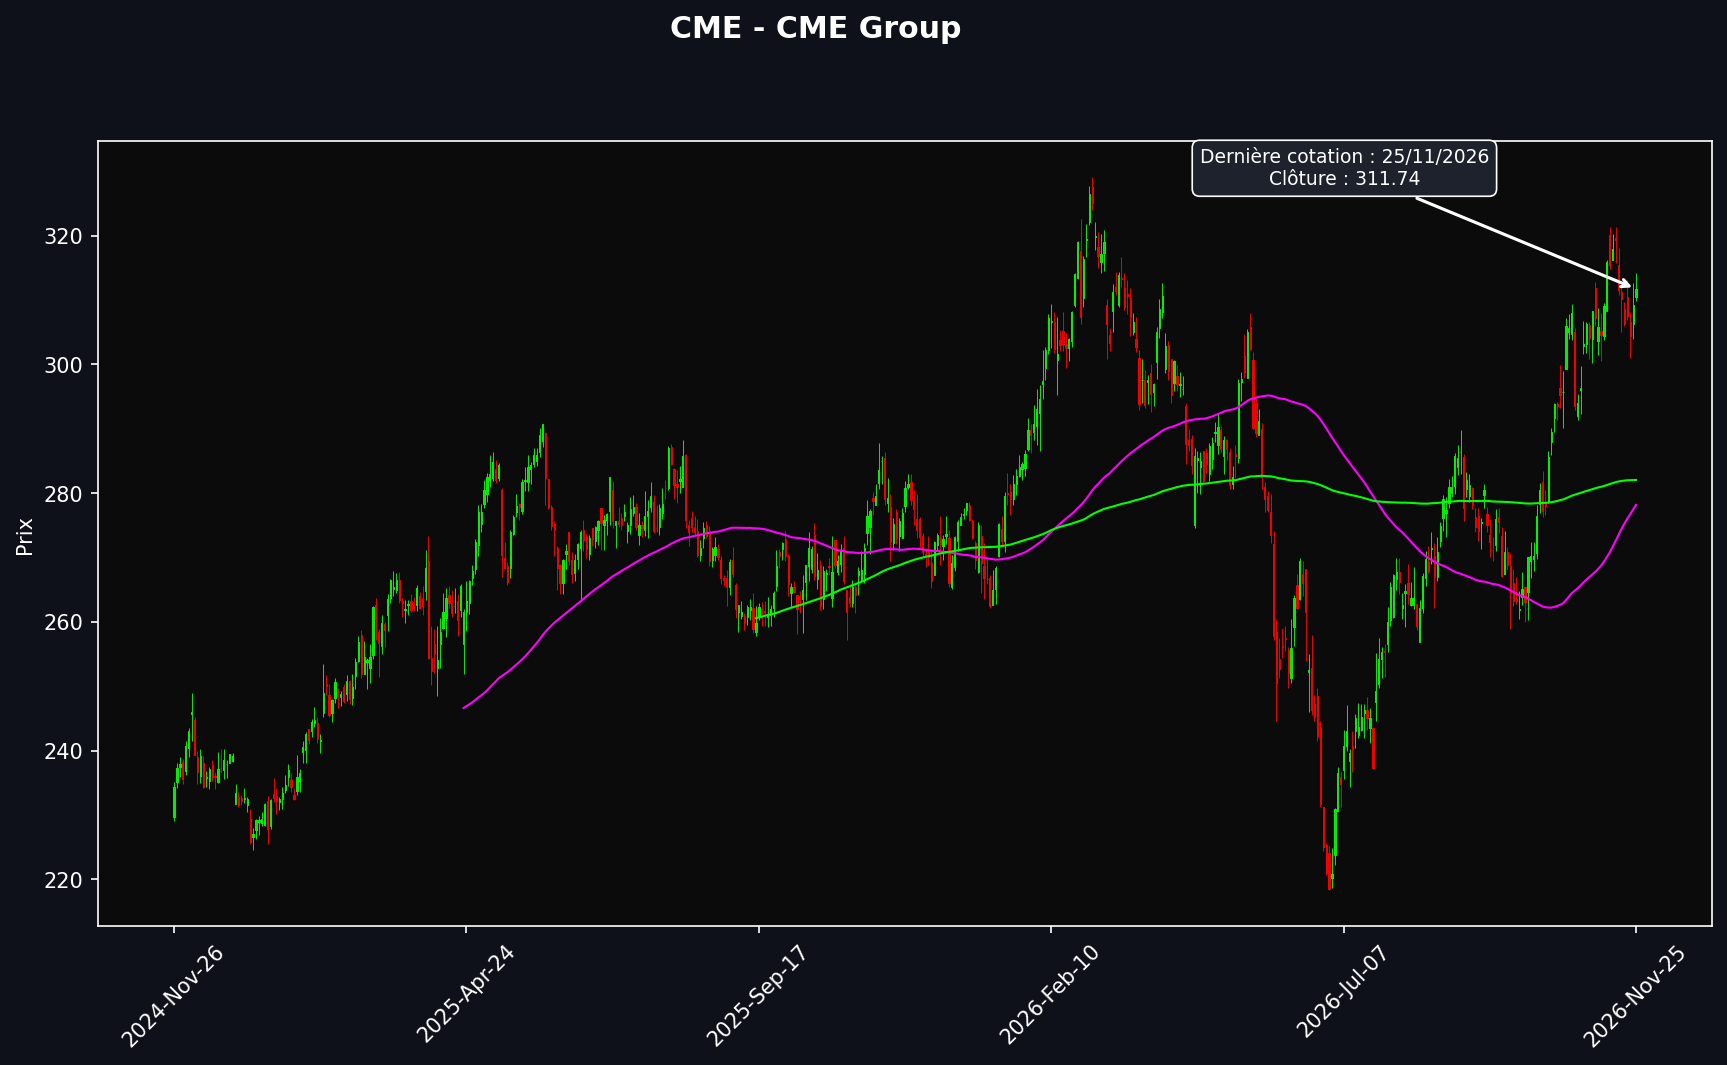 CME - CME Group
Dernière cotation : 25/11/2026
Clôture : 311.74
Prix
320
300
280
260
240
220
2024-Nov-26
2025-Apr-24
2025-Sep-17
2026-Feb-10
2026-Jul-07
2026-Nov-25